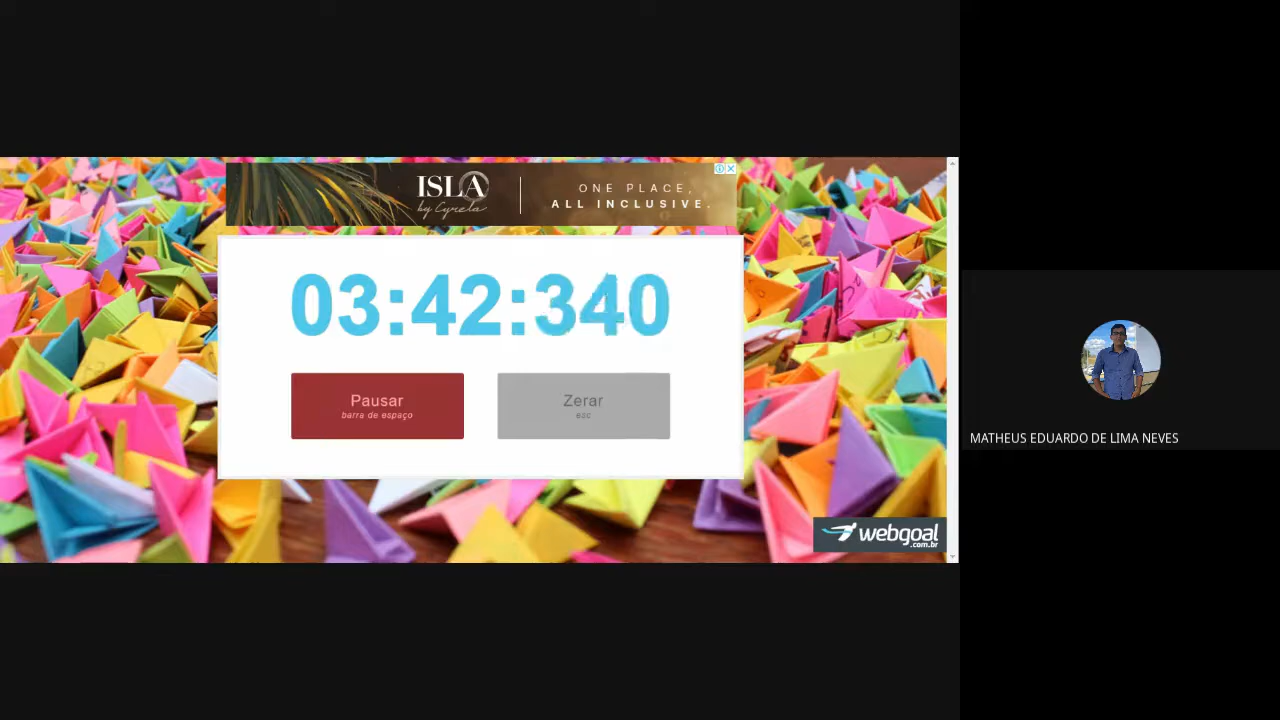 ISLA
by Cyrela
ONE PLACE,
ALL INCLUSIVE.
03:42:340
Pausar
barra de espaço
Zerar
esc
webgoal
.com.br
MATHEUS EDUARDO DE LIMA NEVES